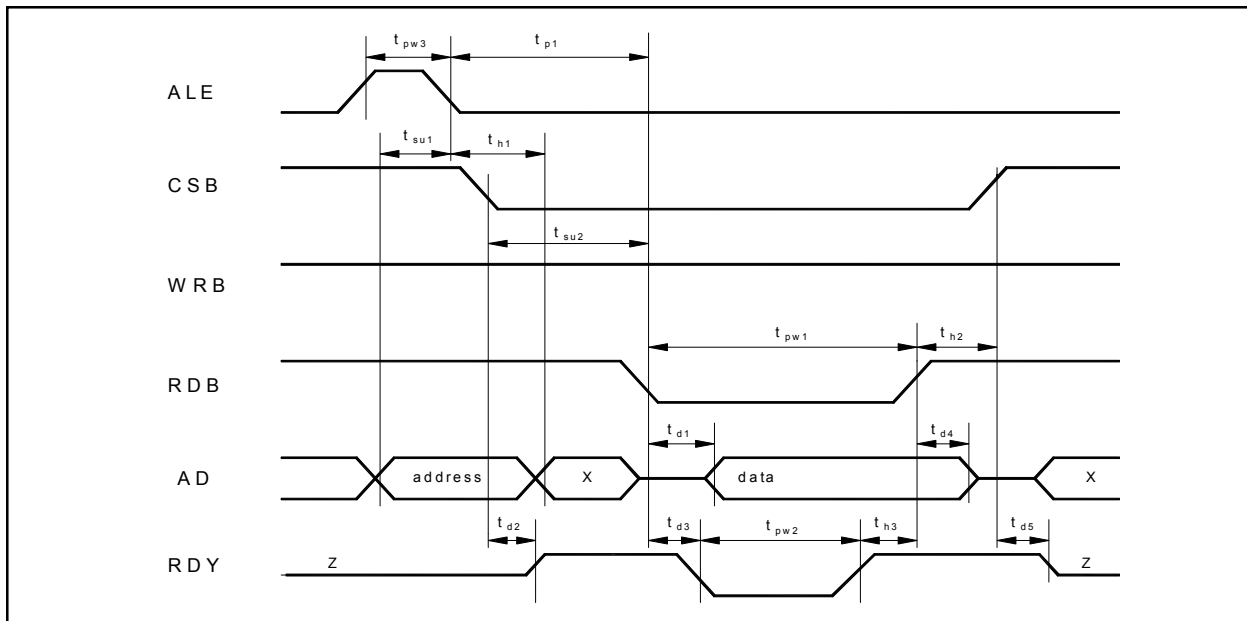 t pw3 t p1
ALE
t su1 t h1
CSB
t su2
WRB
t pw1 t h2
RDB
t d1 t d4
AD address X data X
t d2 t d3 t pw2 t h3 t d5
RDY Z Z